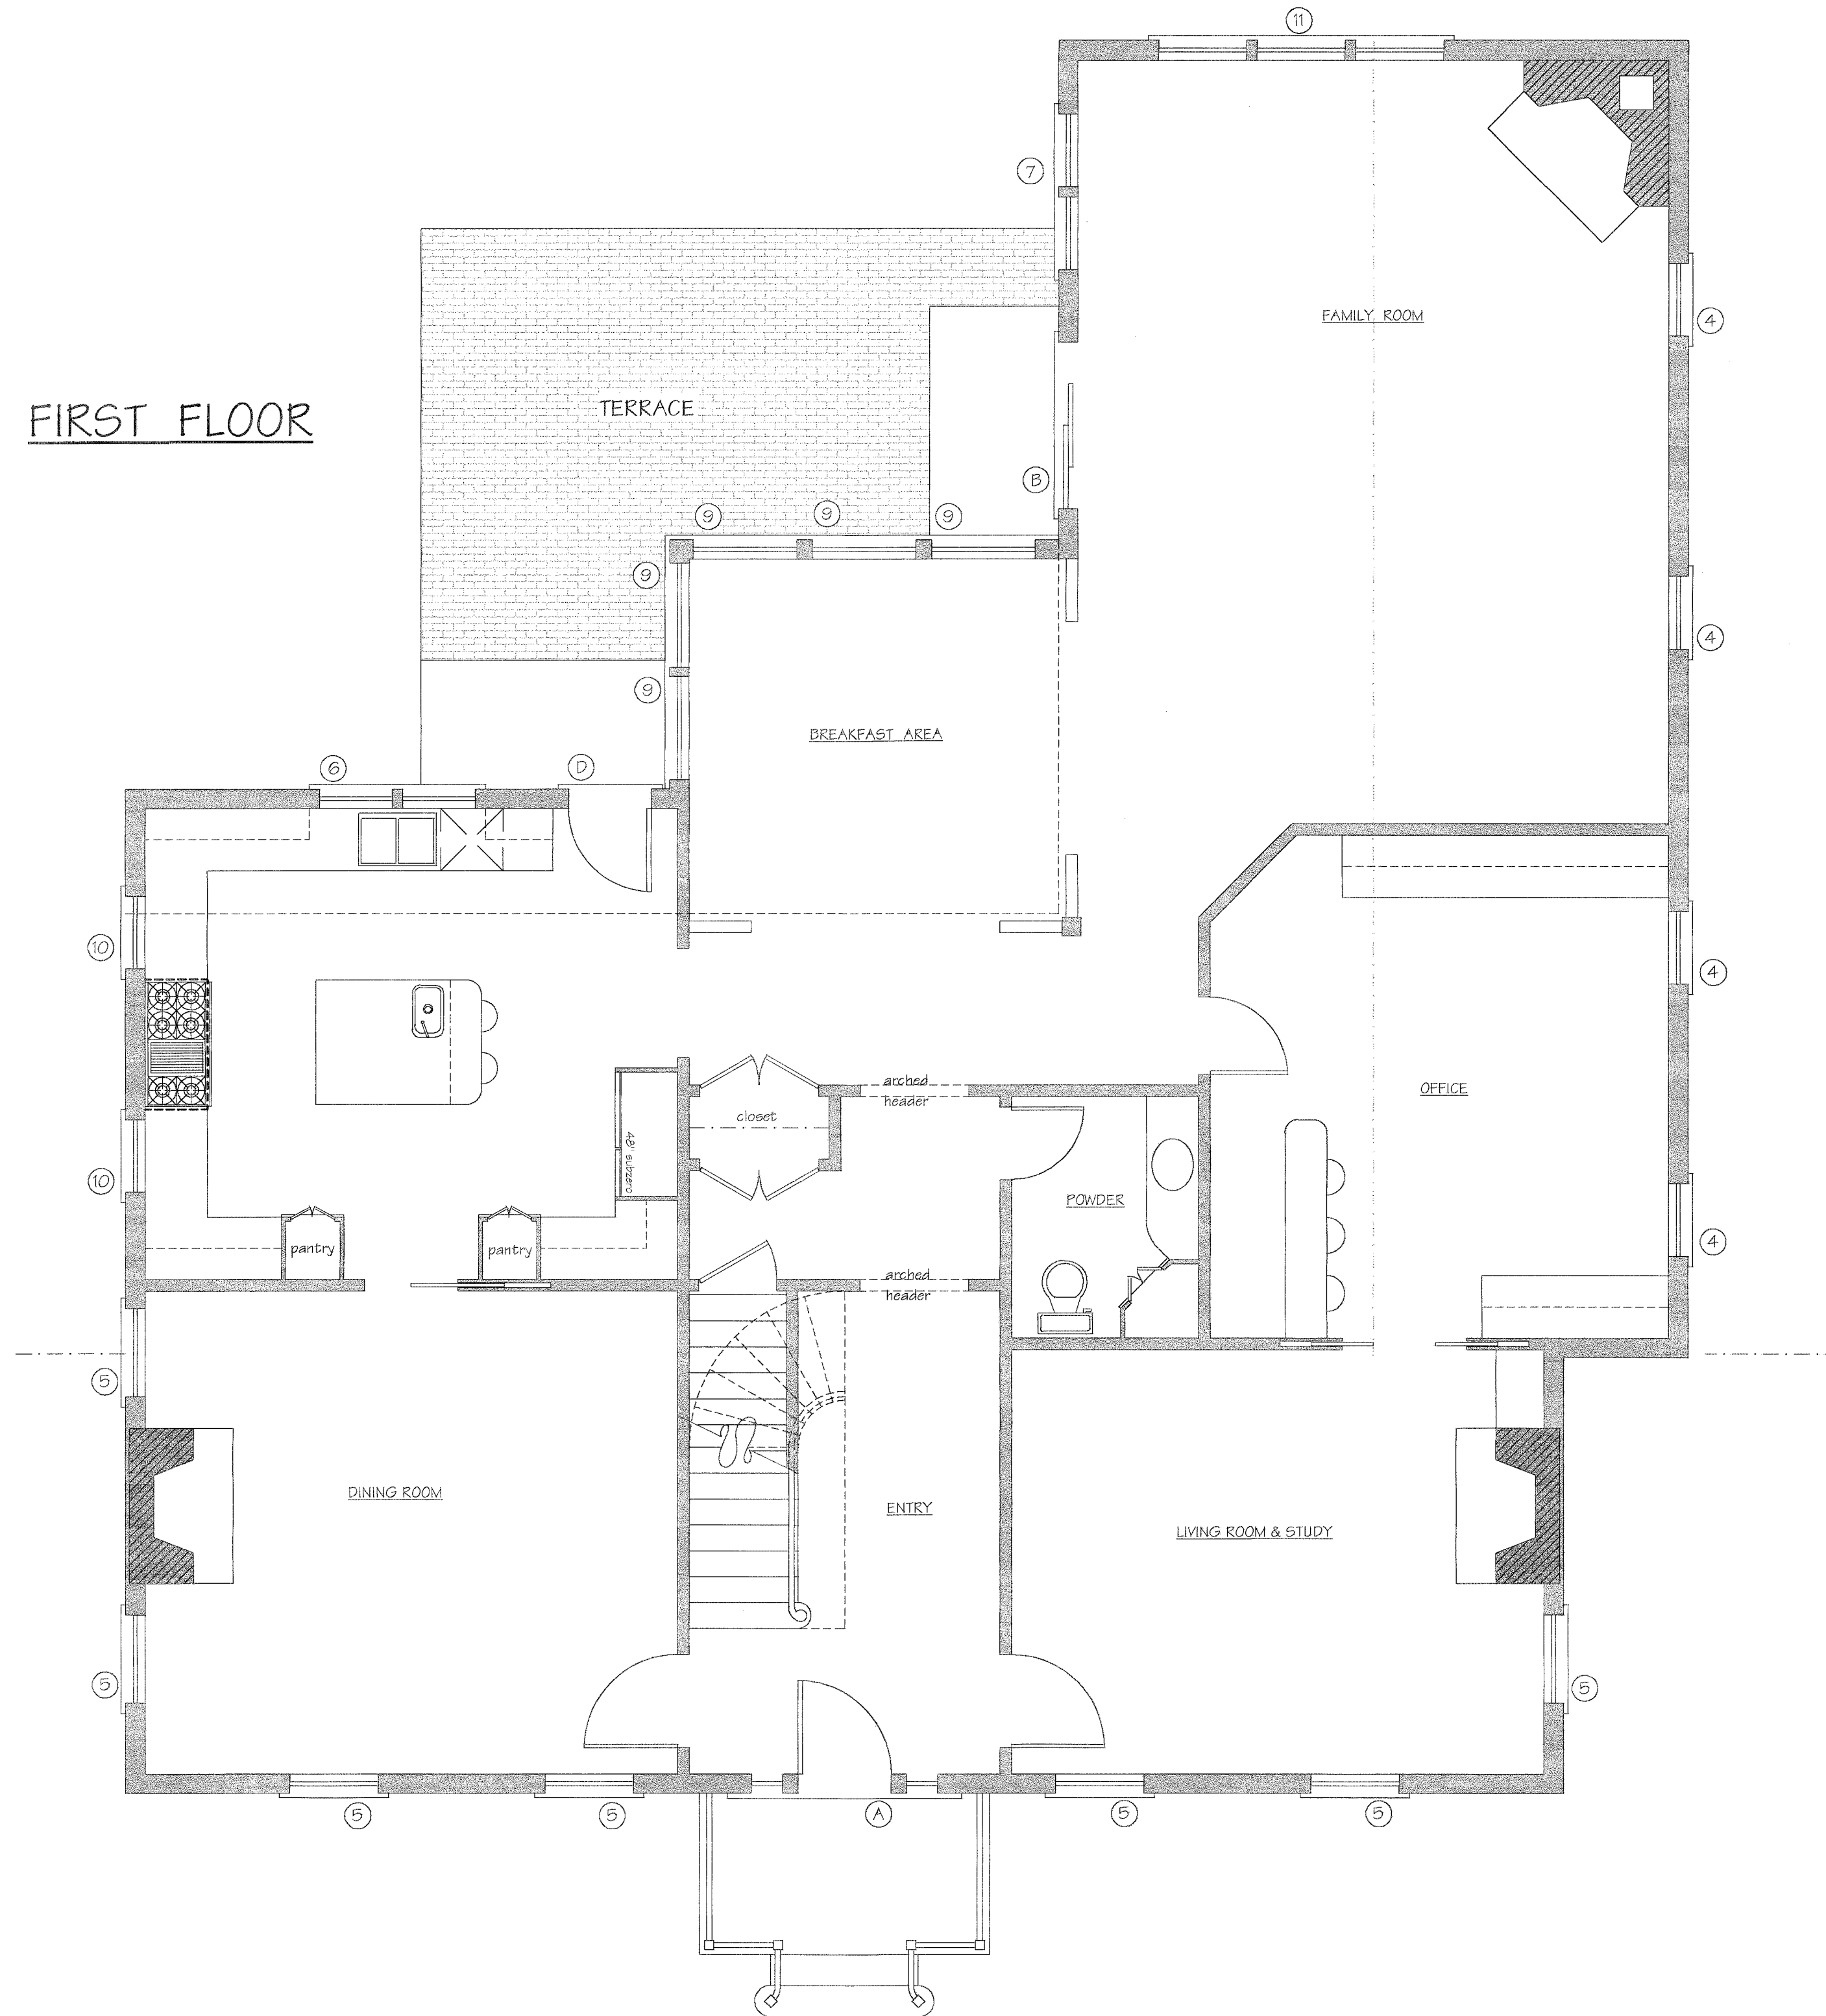 11
7
FAMILY ROOM
4
FIRST FLOOR
TERRACE
B
9
9
9
9
4
9
BREAKFAST AREA
6
D
10
4
closet
arched
header
OFFICE
48" subzero
10
POWDER
4
pantry
pantry
arched
header
5
DINING ROOM
ENTRY
LIVING ROOM & STUDY
5
5
5
5
A
5
5